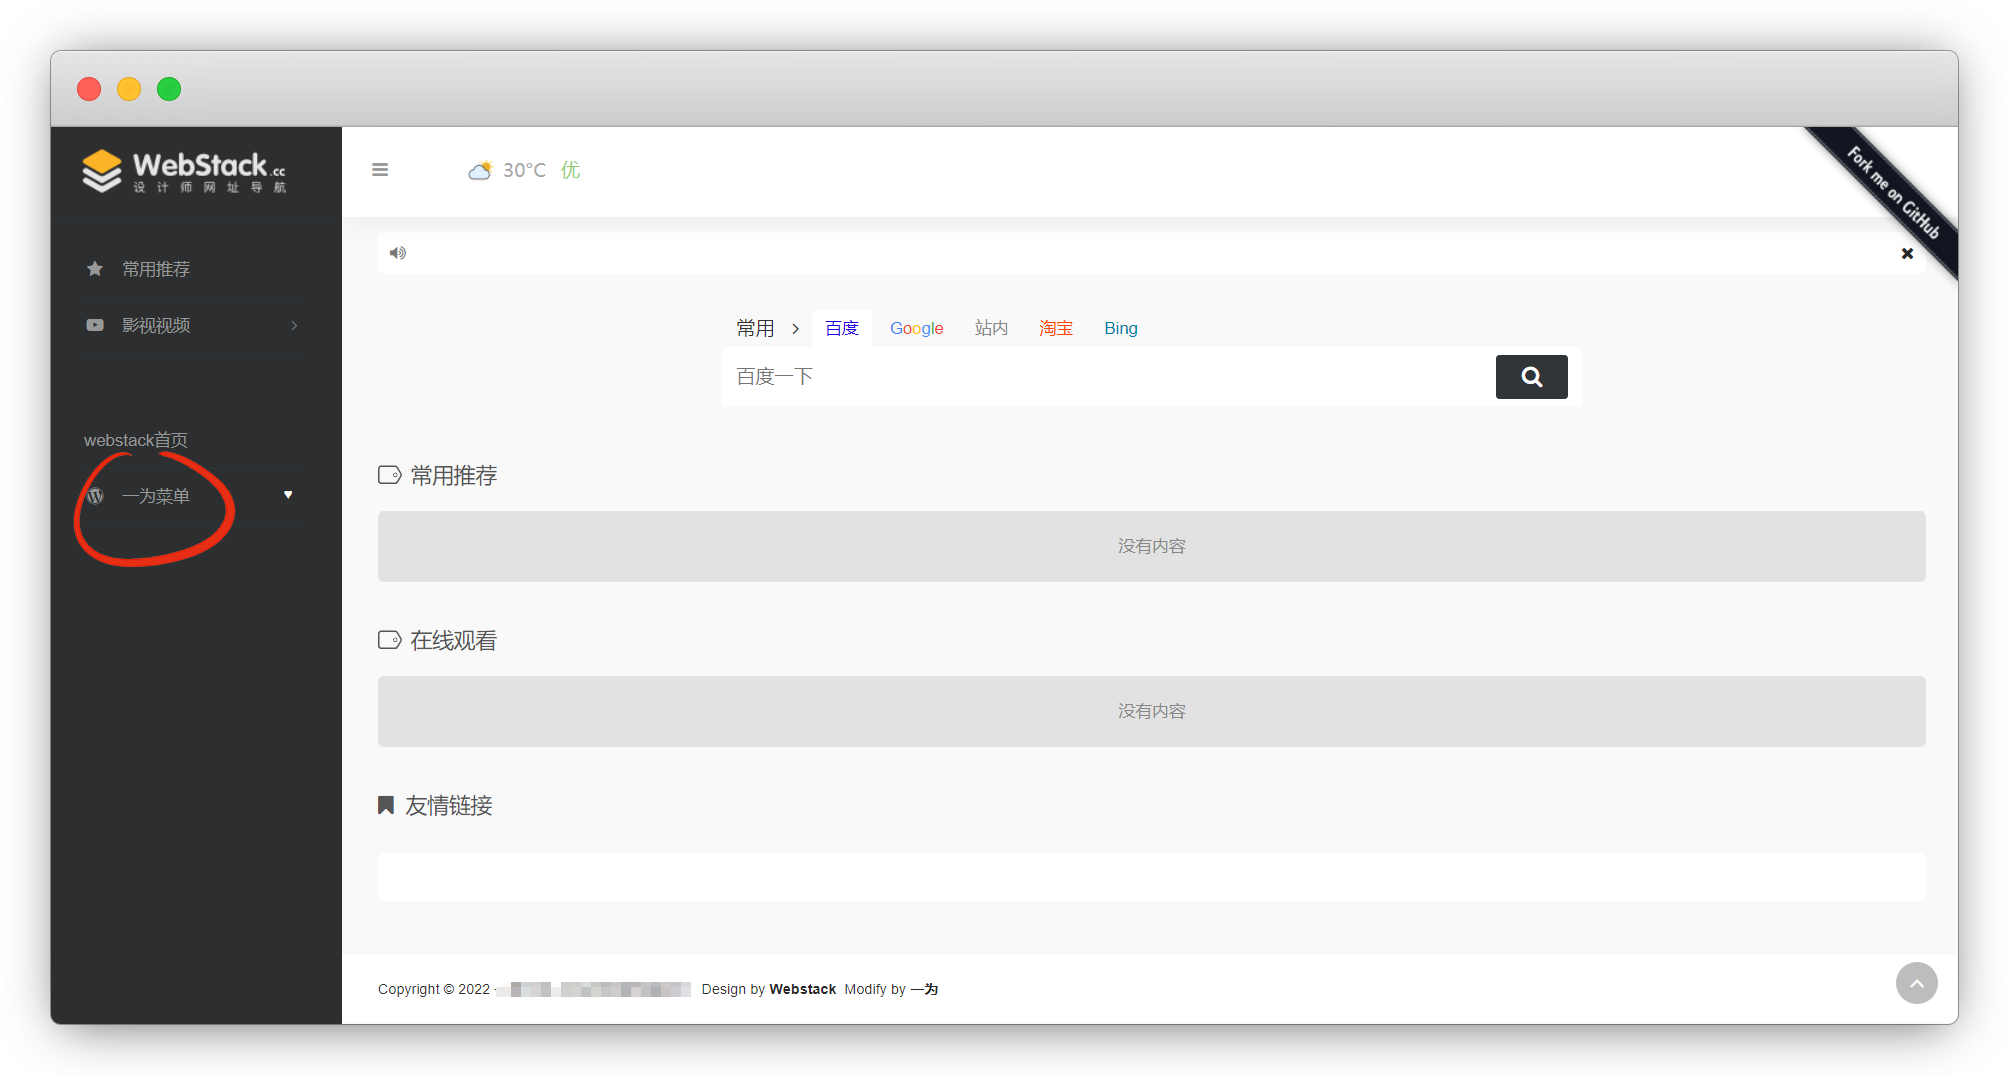 WebStack.cc
设计师网址导航
30°C 优
Fork me on GitHub
常用推荐
影视视频
常用 百度 Google 站内 淘宝 Bing
百度一下
webstack首页
一为菜单
常用推荐
没有内容
在线观看
没有内容
友情链接
Copyright © 2022 - Design by Webstack Modify by 一为